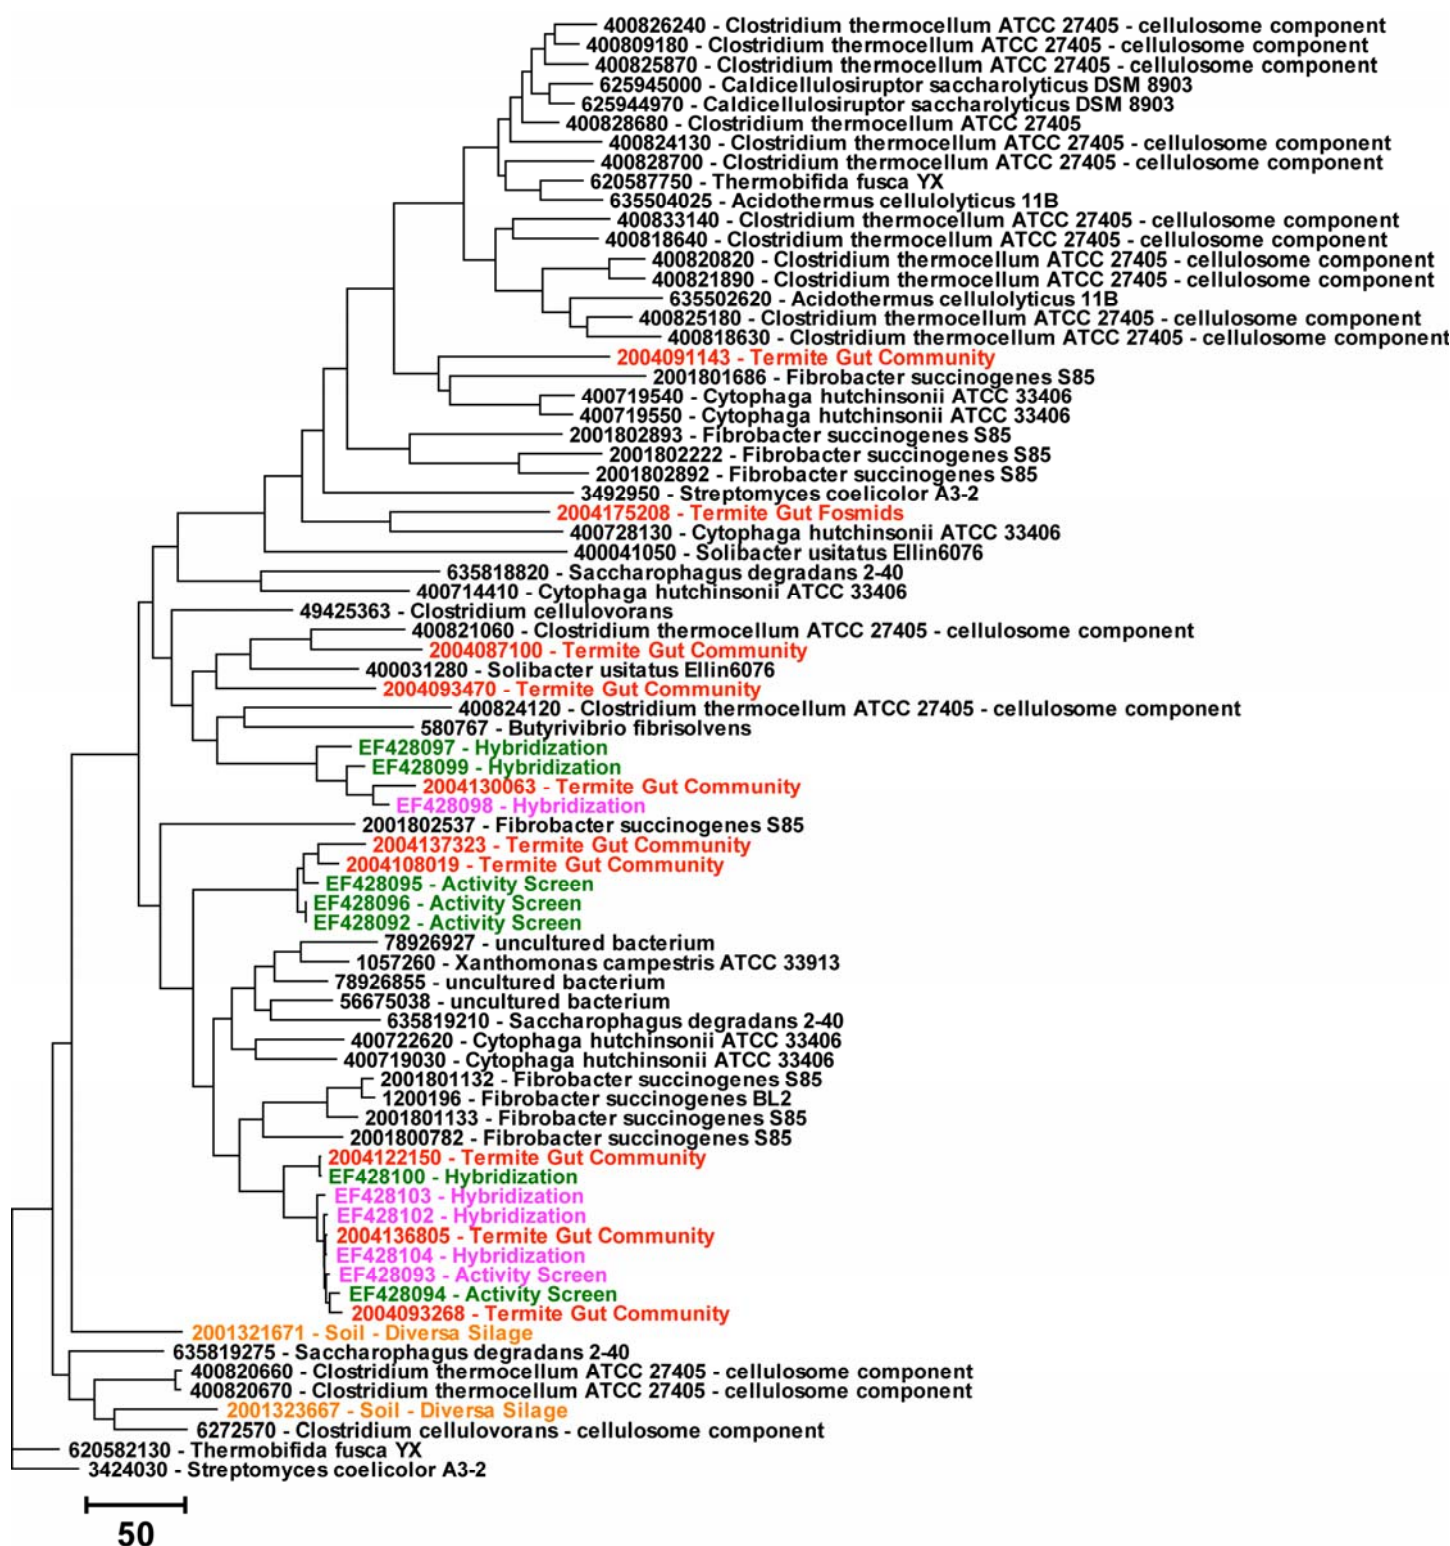 400826240 - Clostridium thermocellum ATCC 27405 - cellulosome component
400809180 - Clostridium thermocellum ATCC 27405 - cellulosome component
400825870 - Clostridium thermocellum ATCC 27405 - cellulosome component
625945000 - Caldicellulosiruptor saccharolyticus DSM 8903
625944970 - Caldicellulosiruptor saccharolyticus DSM 8903
400828680 - Clostridium thermocellum ATCC 27405
400824130 - Clostridium thermocellum ATCC 27405 - cellulosome component
400828700 - Clostridium thermocellum ATCC 27405 - cellulosome component
620587750 - Thermobifida fusca YX
635504025 - Acidothermus cellulolyticus 11B
400833140 - Clostridium thermocellum ATCC 27405 - cellulosome component
400818640 - Clostridium thermocellum ATCC 27405 - cellulosome component
400820820 - Clostridium thermocellum ATCC 27405 - cellulosome component
400821890 - Clostridium thermocellum ATCC 27405 - cellulosome component
635502620 - Acidothermus cellulolyticus 11B
400825180 - Clostridium thermocellum ATCC 27405 - cellulosome component
400818630 - Clostridium thermocellum ATCC 27405 - cellulosome component
2004091143 - Termite Gut Community
2001801686 - Fibrobacter succinogenes S85
400719540 - Cytophaga hutchinsonii ATCC 33406
400719550 - Cytophaga hutchinsonii ATCC 33406
2001802893 - Fibrobacter succinogenes S85
2001802222 - Fibrobacter succinogenes S85
2001802892 - Fibrobacter succinogenes S85
3492950 - Streptomyces coelicolor A3-2
2004175208 - Termite Gut Fosmids
400728130 - Cytophaga hutchinsonii ATCC 33406
400041050 - Solibacter usitatus Ellin6076
635818820 - Saccharophagus degradans 2-40
400714410 - Cytophaga hutchinsonii ATCC 33406
49425363 - Clostridium cellulovorans
400821060 - Clostridium thermocellum ATCC 27405 - cellulosome component
2004087100 - Termite Gut Community
400031280 - Solibacter usitatus Ellin6076
2004093470 - Termite Gut Community
400824120 - Clostridium thermocellum ATCC 27405 - cellulosome component
580767 - Butyrivibrio fibrisolvens
EF428097 - Hybridization
EF428099 - Hybridization
2004130063 - Termite Gut Community
EF428098 - Hybridization
2001802537 - Fibrobacter succinogenes S85
2004137323 - Termite Gut Community
2004108019 - Termite Gut Community
EF428095 - Activity Screen
EF428096 - Activity Screen
EF428092 - Activity Screen
78926927 - uncultured bacterium
1057260 - Xanthomonas campestris ATCC 33913
78926855 - uncultured bacterium
56675038 - uncultured bacterium
635819210 - Saccharophagus degradans 2-40
400722620 - Cytophaga hutchinsonii ATCC 33406
400719030 - Cytophaga hutchinsonii ATCC 33406
2001801132 - Fibrobacter succinogenes S85
1200196 - Fibrobacter succinogenes BL2
2001801133 - Fibrobacter succinogenes S85
2001800782 - Fibrobacter succinogenes S85
2004122150 - Termite Gut Community
EF428100 - Hybridization
EF428103 - Hybridization
EF428102 - Hybridization
2004136805 - Termite Gut Community
EF428104 - Hybridization
EF428093 - Activity Screen
EF428094 - Activity Screen
2004093268 - Termite Gut Community
2001321671 - Soil - Diversa Silage
635819275 - Saccharophagus degradans 2-40
400820660 - Clostridium thermocellum ATCC 27405 - cellulosome component
400820670 - Clostridium thermocellum ATCC 27405 - cellulosome component
2001323667 - Soil - Diversa Silage
6272570 - Clostridium cellulovorans - cellulosome component
620582130 - Thermobifida fusca YX
3424030 - Streptomyces coelicolor A3-2
50